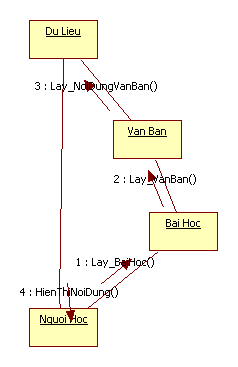 Du Lieu
3 : Lay_NoiDungVanBan()
Van Ban
2 : Lay_VanBan()
Bai Hoc
1 : Lay_BaiHoc()
4 : HienThiNoiDung()
Nguoi Hoc